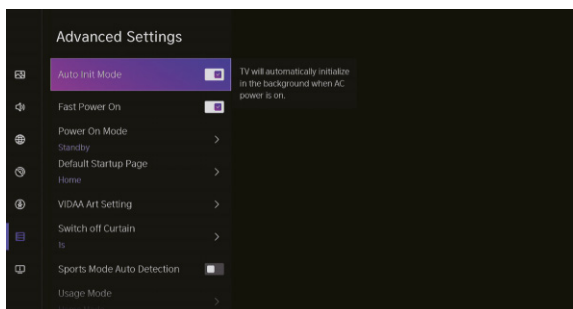 Advanced Settings
Auto Init Mode
TV will automatically initialize
in the background when AC
power is on.
Fast Power On
Power On Mode
Standby
Default Startup Page
Home
VIDAA Art Setting
Switch off Curtain
1s
Sports Mode Auto Detection
Usage Mode